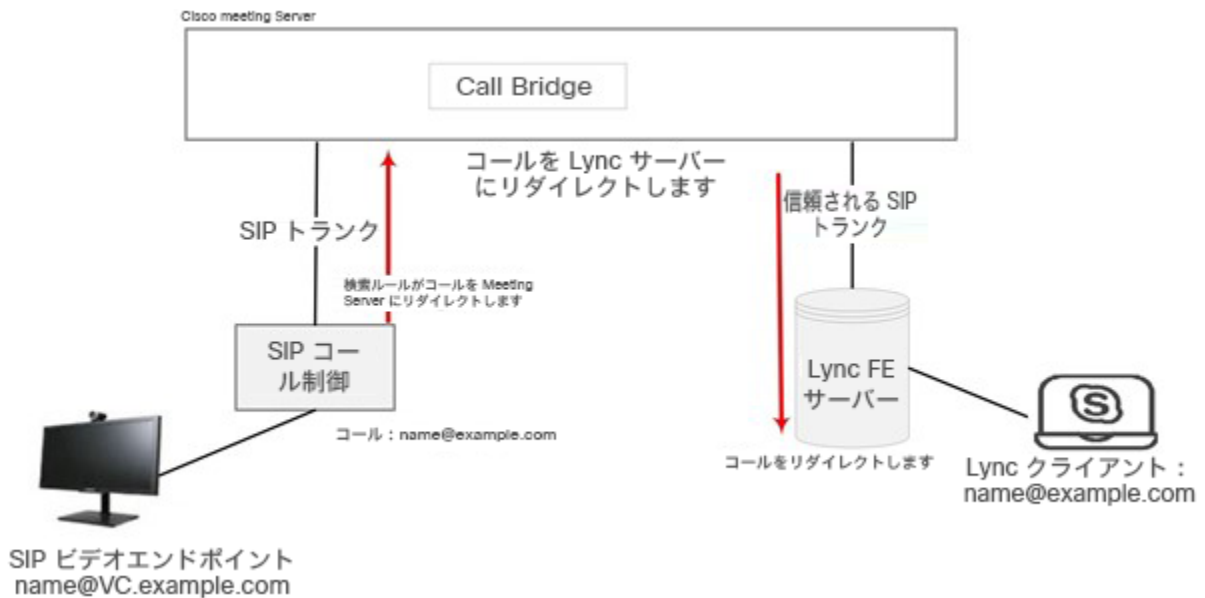 Cisco meeting Server
Call Bridge
コールを Lync サーバー
にリダイレクトします
信頼される SIP
トランク
SIP トランク
検索ルールがコールを Meeting
Server にリダイレクトします
SIP コー
ル制御
Lync FE
サーバー
S
コール：name@example.com
コールをリダイレクトします
Lync クライアント：
name@example.com
SIP ビデオエンドポイント
name@VC.example.com